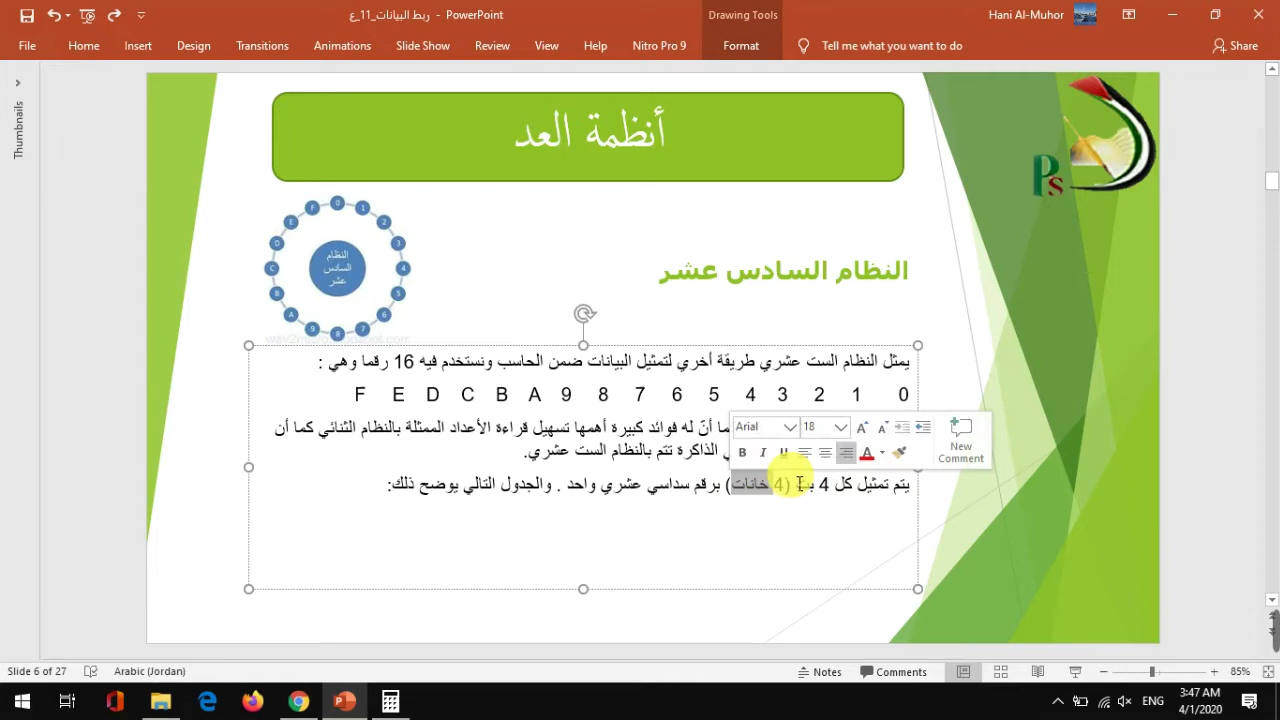 ربط البيانات_11_ع - PowerPoint
Drawing Tools
Hani Al-Muhor
File Home Insert Design Transitions Animations Slide Show Review View Help Nitro Pro 9 Format Tell me what you want to do Share
Thumbnails
أنظمة العد
Ps
النظام السادس عشر
0 1 2 3 4 5 6 7 8 9 A B C D E F
النظام
السادس
عشر
يمثل النظام الست عشري طريقة أخري لتمثيل البيانات ضمن الحاسب ونستخدم فيه 16 رقما وهي :
0 1 2 3 4 5 6 7 8 9 A B C D E F
أنّ له فوائد كبيرة أهمها تسهيل قراءة الأعداد الممثلة بالنظام الثنائي كما أن
الذاكرة تتم بالنظام الست عشري.
يتم تمثيل كل 4 بت (4 خانات) برقم سداسي عشري واحد . والجدول التالي يوضح ذلك:
Arial 18
B I U A
New
Comment
Slide 6 of 27 Arabic (Jordan) Notes Comments 85%
ENG
3:47 AM
4/1/2020